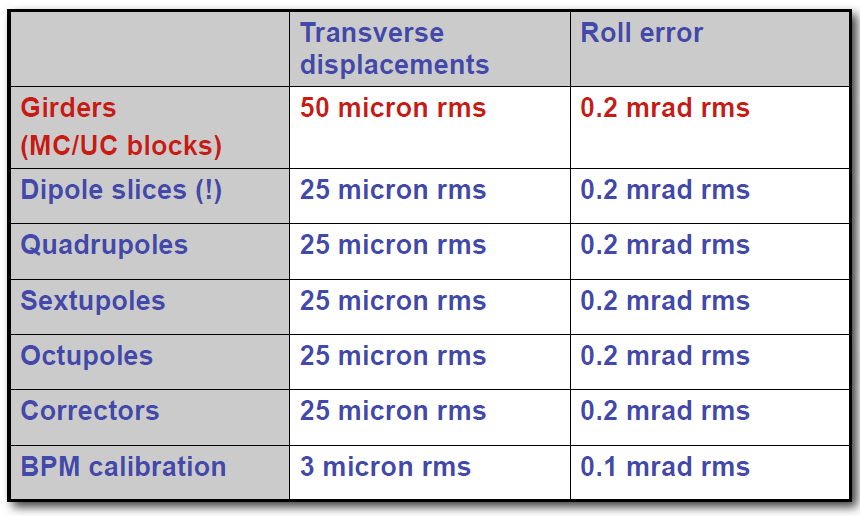 Transverse displacements
Roll error
Girders
(MC/UC blocks)
50 micron rms
0.2 mrad rms
Dipole slices (!)
25 micron rms
0.2 mrad rms
Quadrupoles
25 micron rms
0.2 mrad rms
Sextupoles
25 micron rms
0.2 mrad rms
Octupoles
25 micron rms
0.2 mrad rms
Correctors
25 micron rms
0.2 mrad rms
BPM calibration
3 micron rms
0.1 mrad rms